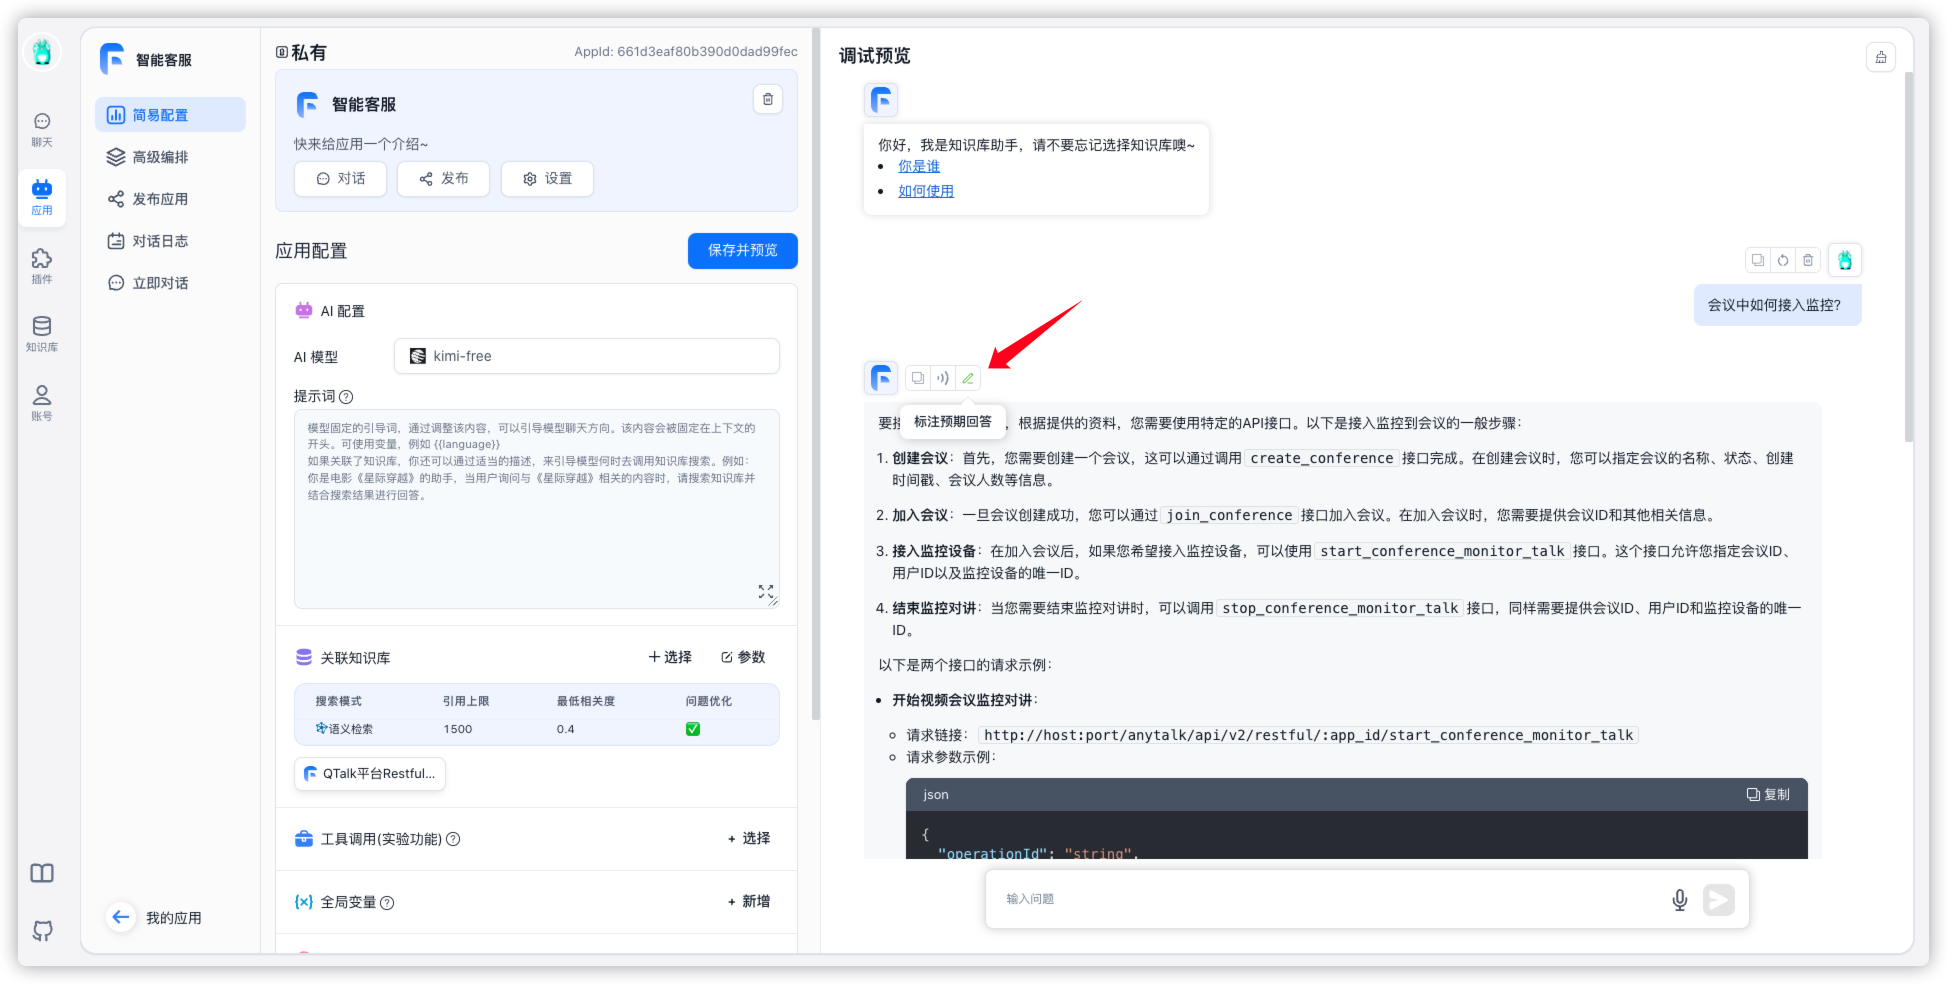 聊天
应用
插件
知识库
账号
智能客服
简易配置
高级编排
发布应用
对话日志
立即对话
我的应用
私有
AppId: 661d3eaf80b390d0dad99fec
智能客服
快来给应用一个介绍~
对话
发布
设置
应用配置
保存并预览
AI 配置
AI 模型
kimi-free
提示词
模型固定的引导词，通过调整该内容，可以引导模型聊天方向。该内容会被固定在上下文的
开头。可使用变量，例如 {{language}}
如果关联了知识库，你还可以通过适当的描述，来引导模型何时去调用知识库搜索。例如：
你是电影《星际穿越》的助手，当用户询问与《星际穿越》相关的内容时，请搜索知识库并
结合搜索结果进行回答。
关联知识库
+选择
参数
搜索模式 引用上限 最低相关度 问题优化
语义检索 1500 0.4
QTalk平台Restful...
工具调用(实验功能)
+ 选择
全局变量
+ 新增
调试预览
你好，我是知识库助手，请不要忘记选择知识库噢~
• 你是谁
• 如何使用
会议中如何接入监控?
标注预期回答
要接 ，根据提供的资料，您需要使用特定的API接口。以下是接入监控到会议的一般步骤：
1. 创建会议：首先，您需要创建一个会议，这可以通过调用 create_conference 接口完成。在创建会议时，您可以指定会议的名称、状态、创建
时间戳、会议人数等信息。
2. 加入会议：一旦会议创建成功，您可以通过 join_conference 接口加入会议。在加入会议时，您需要提供会议ID和其他相关信息。
3. 接入监控设备：在加入会议后，如果您希望接入监控设备，可以使用 start_conference_monitor_talk 接口。这个接口允许您指定会议ID、
用户ID以及监控设备的唯一ID。
4. 结束监控对讲：当您需要结束监控对讲时，可以调用 stop_conference_monitor_talk 接口，同样需要提供会议ID、用户ID和监控设备的唯一
ID。
以下是两个接口的请求示例：
• 开始视频会议监控对讲：
◦ 请求链接： http://host:port/anytalk/api/v2/restful/:app_id/start_conference_monitor_talk
◦ 请求参数示例：
json
复制
{
"operationId": "string",
输入问题